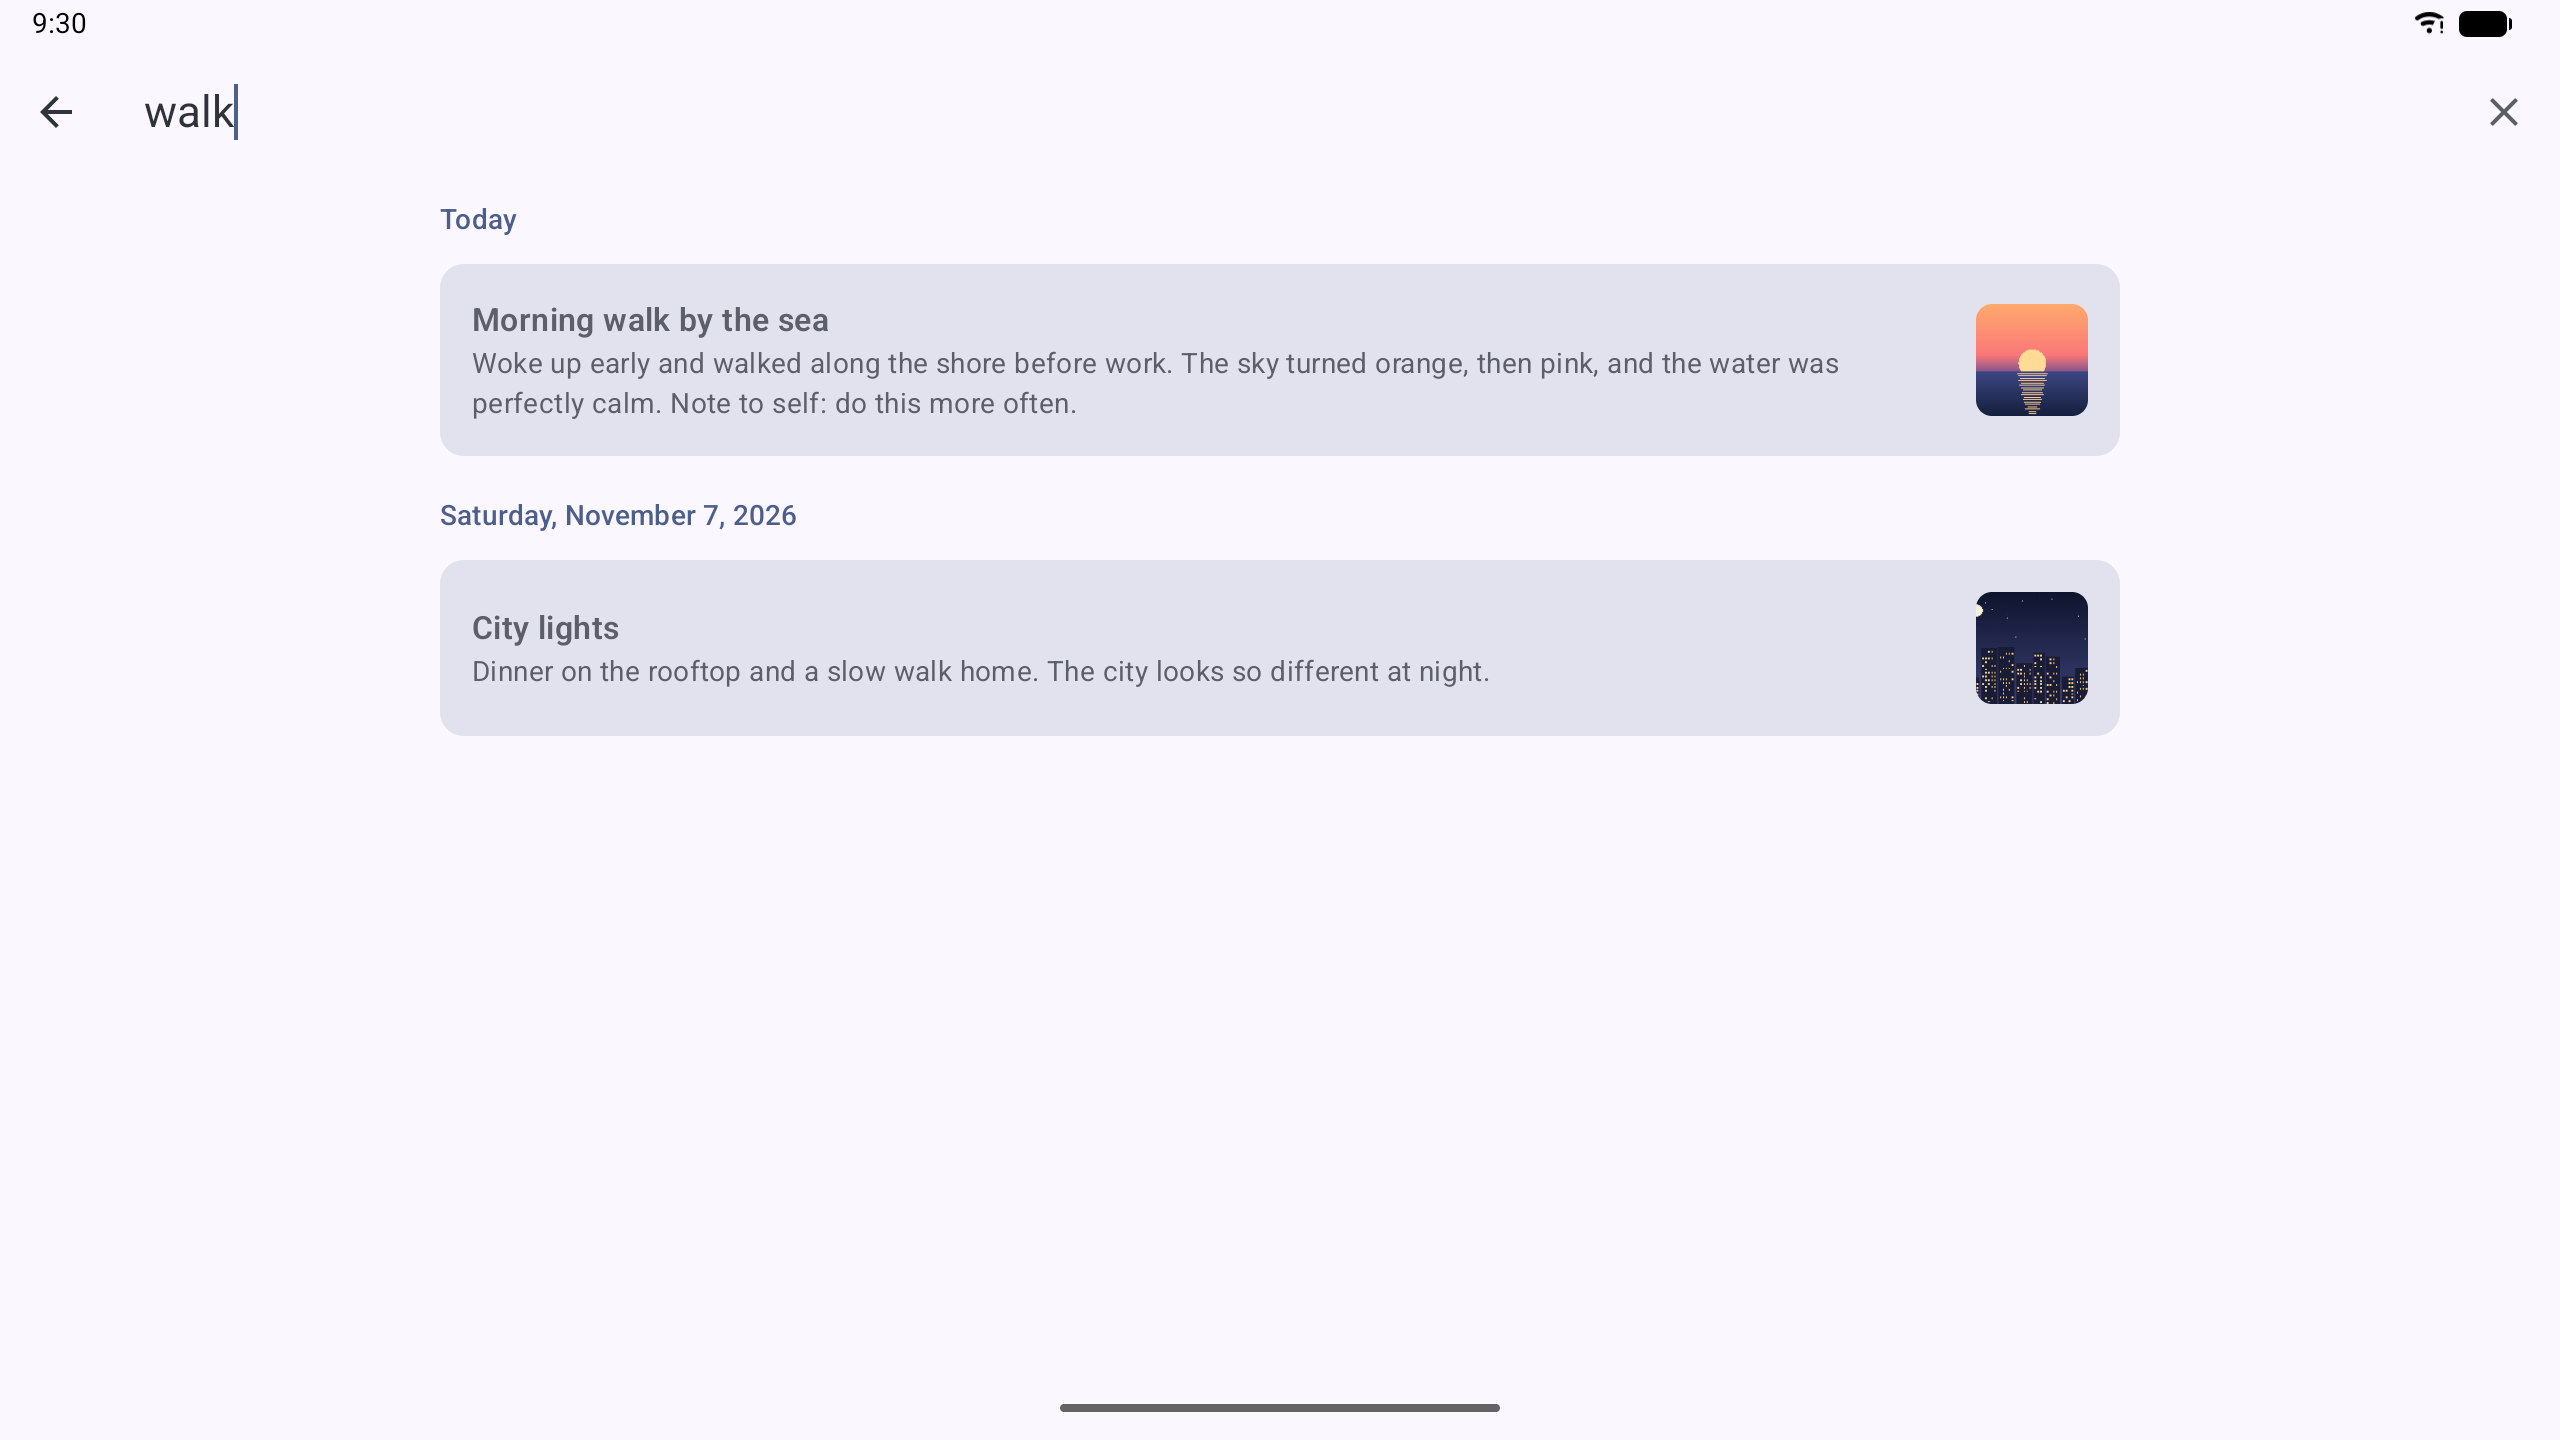 9:30
walk
Today
Morning walk by the sea
Woke up early and walked along the shore before work. The sky turned orange, then pink, and the water was
perfectly calm. Note to self: do this more often.
Saturday, November 7, 2026
City lights
Dinner on the rooftop and a slow walk home. The city looks so different at night.